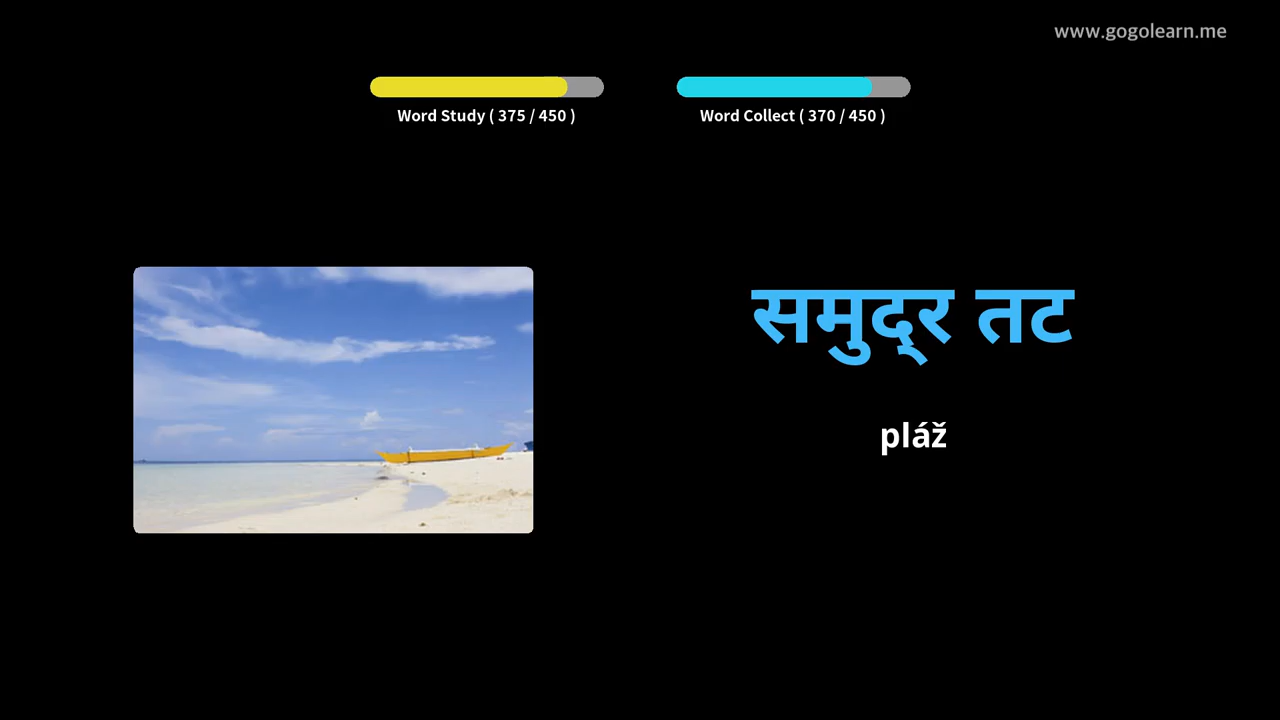 www.gogolearn.me
Word Study ( 375 / 450 )
Word Collect ( 370 / 450 )
समुद्‌र तट
pláž